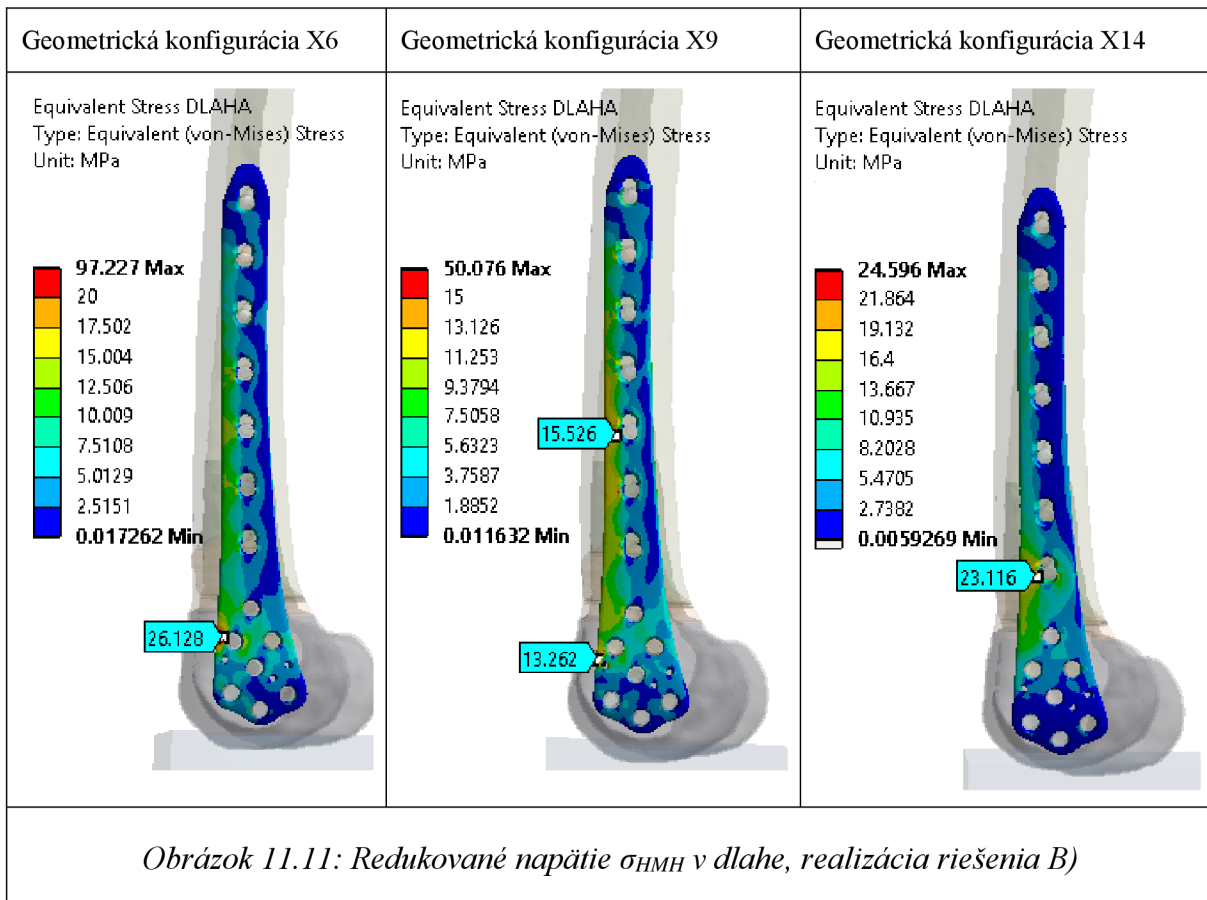 Geometrická konfigurácia X6
Equivalent Stress DLAHA
Type: Equivalent (von-Mises) Stress
Unit: MPa
97.227 Max
20
17.502
15.004
12.506
10.009
7.5108
5.0129
2.5151
0.017262 Min
26.128
Geometrická konfigurácia X9
Equivalent Stress DLAHA
Type: Equivalent (von-Mises) Stress
Unit: MPa
50.076 Max
15
13.126
11.253
9.3794
7.5058
5.6323
3.7587
1.8852
0.011632 Min
15.526
13.262
Geometrická konfigurácia X14
Equivalent Stress DLAHA
Type: Equivalent (von-Mises) Stress
Unit: MPa
24.596 Max
21.864
19.132
16.4
13.667
10.935
8.2028
5.4705
2.7382
0.0059269 Min
23.116
Obrázok 11.11: Redukované napätie σHMH v dlahe, realizácia riešenia B)